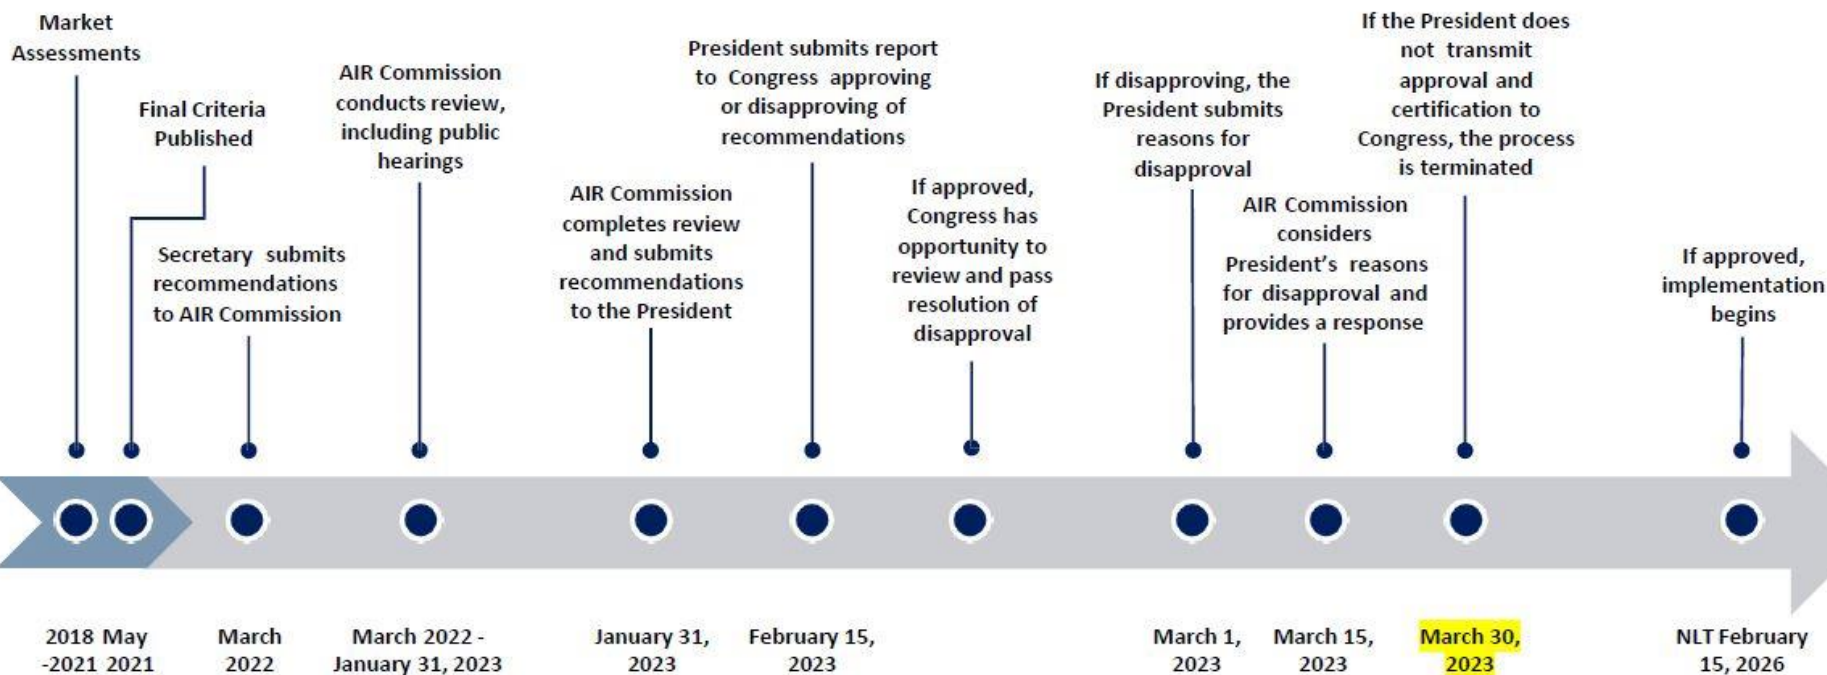 Market
Assessments
Final Criteria
Published
Secretary submits
recommendations
to AIR Commission
AIR Commission
conducts review,
including public
hearings
AIR Commission
completes review
and submits
recommendations
to the President
President submits report
to Congress approving
or disapproving of
recommendations
If approved,
Congress has
opportunity to
review and pass
resolution of
disapproval
If disapproving, the
President submits
reasons for
disapproval
AIR Commission
considers
President’s reasons
for disapproval and
provides a response
If the President does
not transmit
approval and
certification to
Congress, the process
is terminated
If approved,
implementation
begins
2018
-2021
May
2021
March
2022
March 2022 -
January 31, 2023
January 31,
2023
February 15,
2023
March 1,
2023
March 15,
2023
March 30,
2023
NLT February
15, 2026